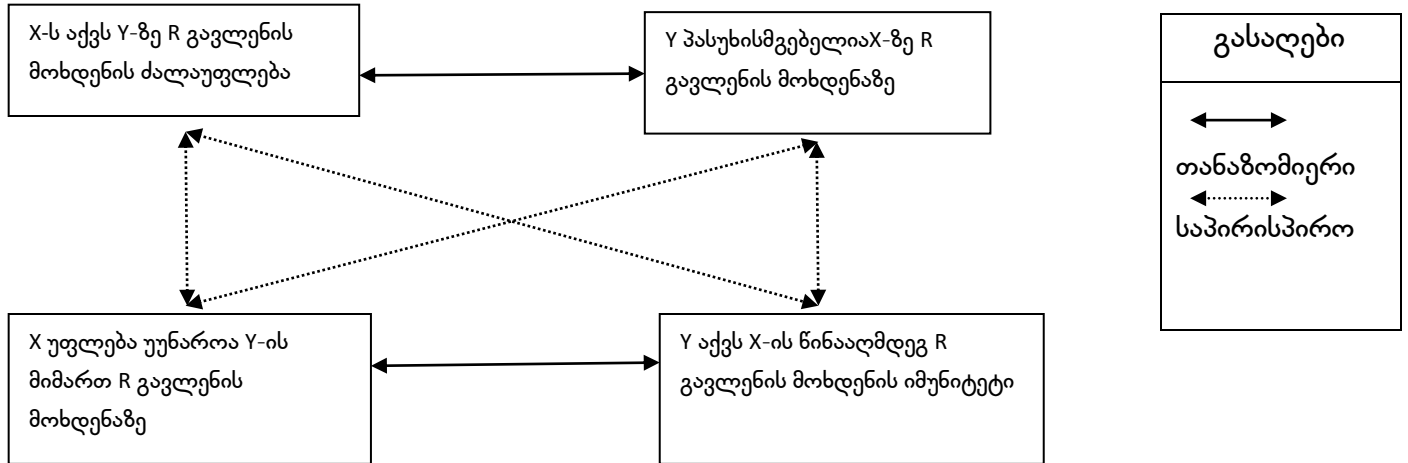 X-ს აქვს Y-ზე R გავლენის
მოხდენის ძალაუფლება
Y პასუხისმგებელიაX-ზე R
გავლენის მოხდენაზე
გასაღები
თანაზომიერი
საპირისპირო
X უფლება უუნაროა Y-ის
მიმართ R გავლენის
მოხდენაზე
Y აქვს X-ის წინააღმდეგ R
გავლენის მოხდენის იმუნიტეტი